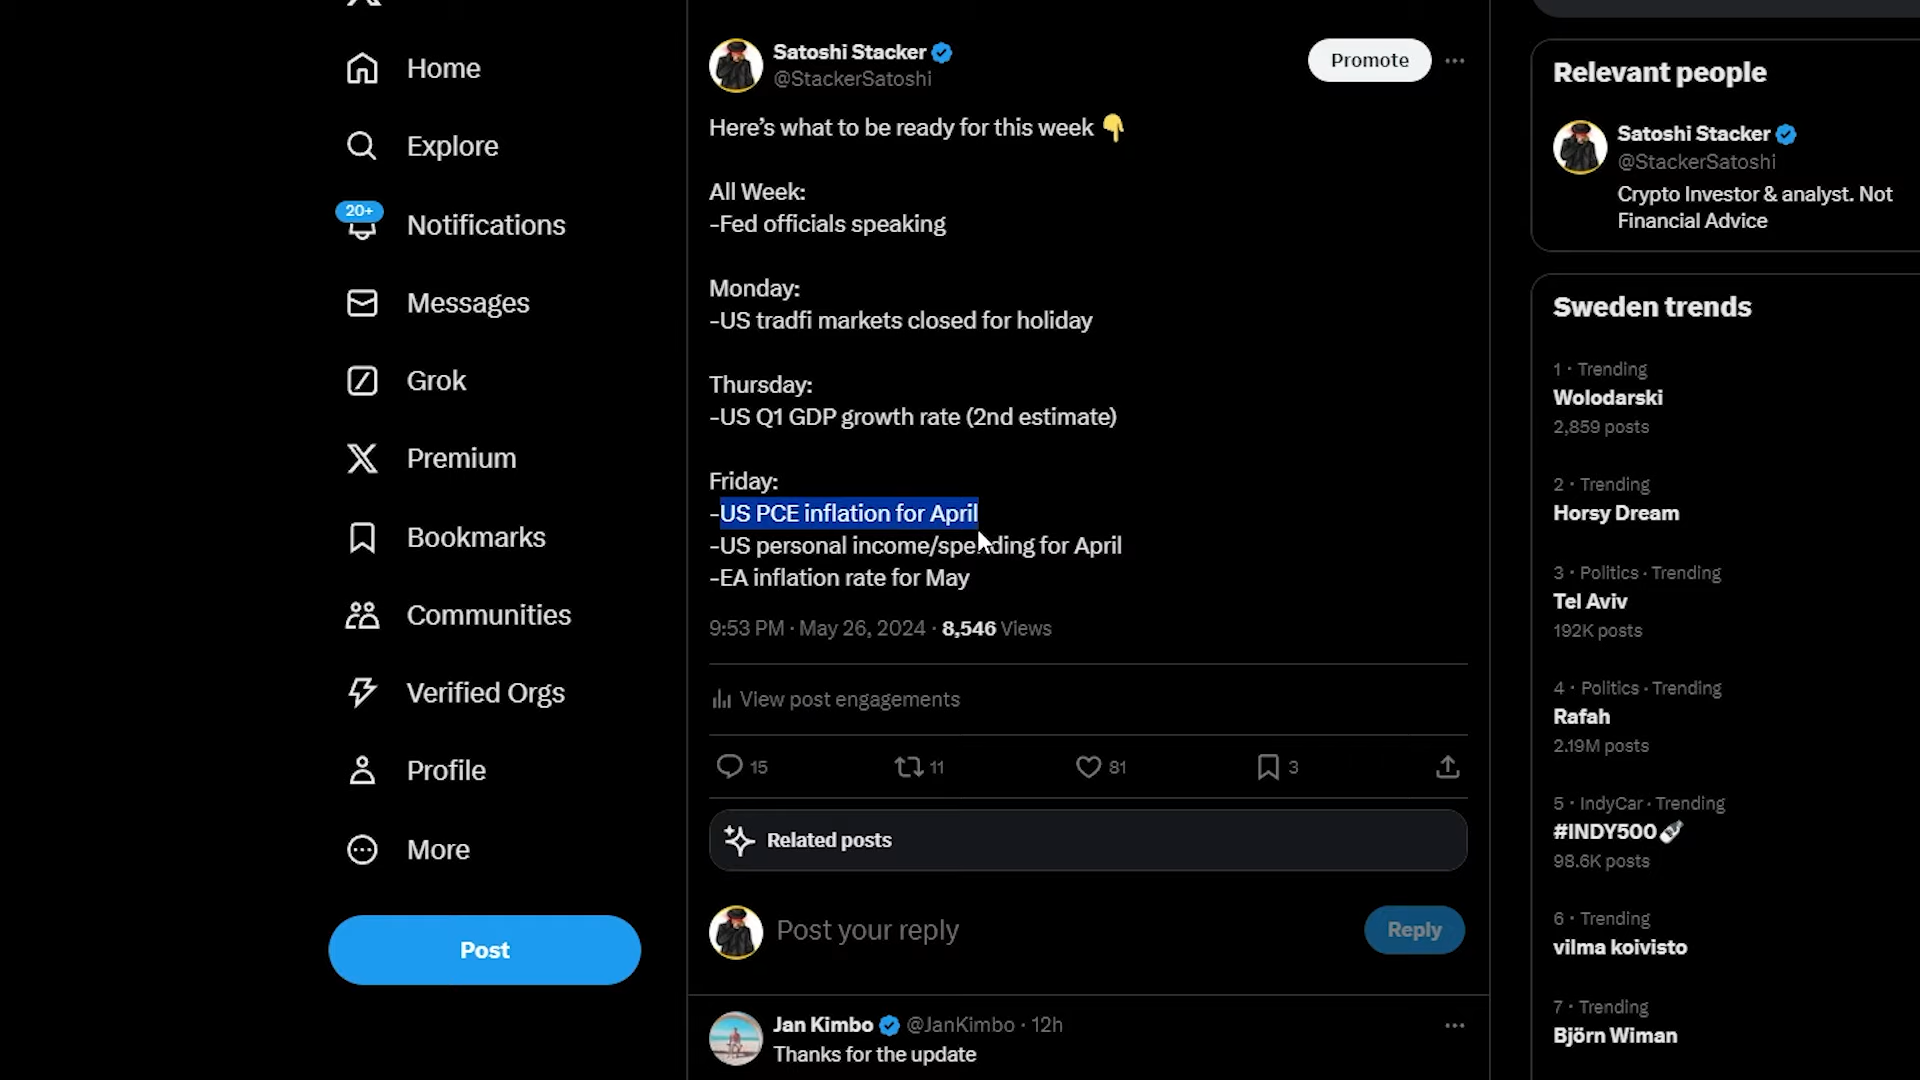 Home
Explore
20+
Notifications
Messages
Grok
Premium
Bookmarks
Communities
Verified Orgs
Profile
More
Post
Satoshi Stacker
@StackerSatoshi
Promote
Here’s what to be ready for this week
All Week:
-Fed officials speaking
Monday:
-US tradfi markets closed for holiday
Thursday:
-US Q1 GDP growth rate (2nd estimate)
Friday:
-US PCE inflation for April
-US personal income/spending for April
-EA inflation rate for May
9:53 PM · May 26, 2024 · 8,546 Views
View post engagements
15 11 81 3
Related posts
Post your reply
Reply
Jan Kimbo @JanKimbo · 12h
Thanks for the update
Relevant people
Satoshi Stacker
@StackerSatoshi
Crypto Investor & analyst. Not
Financial Advice
Sweden trends
1 · Trending
Wolodarski
2,859 posts
2 · Trending
Horsy Dream
3 · Politics · Trending
Tel Aviv
192K posts
4 · Politics · Trending
Rafah
2.19M posts
5 · IndyCar · Trending
#INDY500
98.6K posts
6 · Trending
vilma koivisto
7 · Trending
Björn Wiman